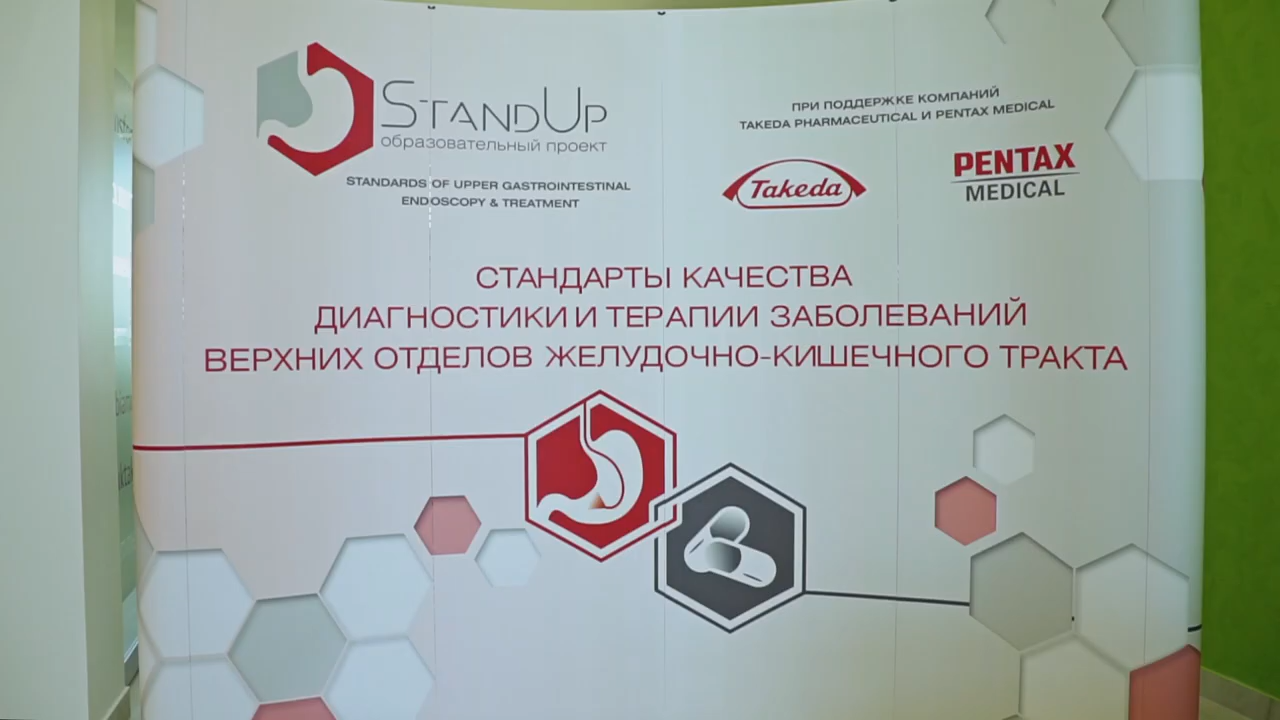 STANDUP
образовательный проект
STANDARDS OF UPPER GASTROINTESTINAL
ENDOSCOPY & TREATMENT
ПРИ ПОДДЕРЖКЕ КОМПАНИЙ
TAKEDA PHARMACEUTICAL И PENTAX MEDICAL
Takeda
PENTAX
MEDICAL
СТАНДАРТЫ КАЧЕСТВА
ДИАГНОСТИКИ И ТЕРАПИИ ЗАБОЛЕВАНИЙ
ВЕРХНИХ ОТДЕЛОВ ЖЕЛУДОЧНО-КИШЕЧНОГО ТРАКТА